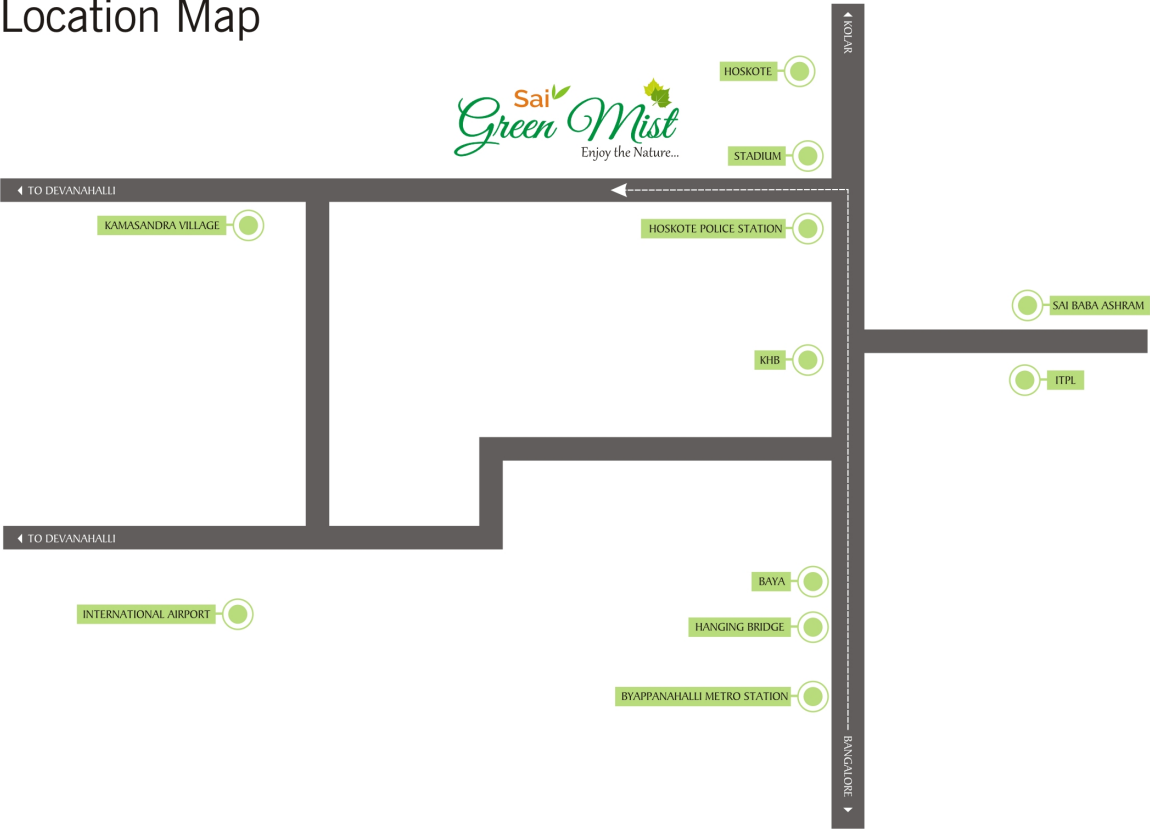 Location Map
KOLAR
HOSKOTE
Sai
Green Mist
Enjoy the Nature...
STADIUM
TO DEVANAHALLI
KAMASANDRA VILLAGE
HOSKOTE POLICE STATION
SAI BABA ASHRAM
KHB
ITPL
TO DEVANAHALLI
BAYA
INTERNATIONAL AIRPORT
HANGING BRIDGE
BYAPPANAHALLI METRO STATION
BANGALORE